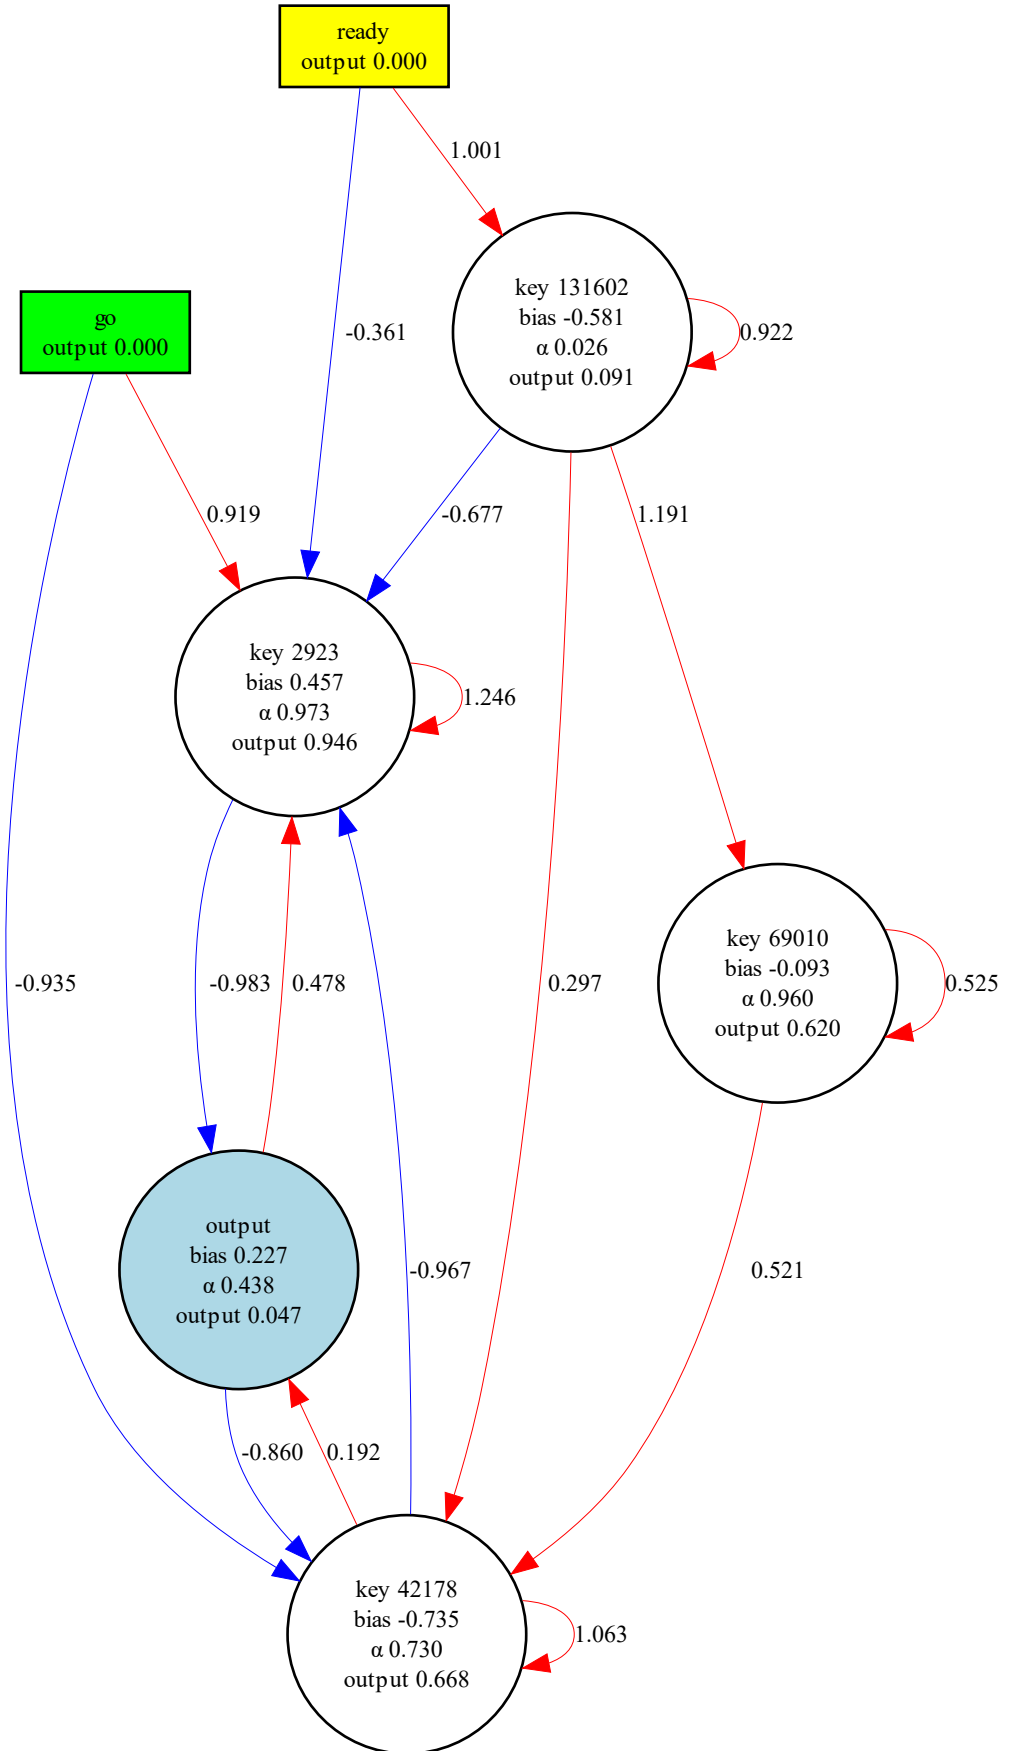 ready
output 0.000
1.001
key 131602
bias -0.581
α 0.026
output 0.091
0.922
go
output 0.000
-0.361
0.919
-0.677
1.191
key 2923
bias 0.457
α 0.973
output 0.946
1.246
-0.935
-0.983
0.478
0.297
key 69010
bias -0.093
α 0.960
output 0.620
0.525
output
bias 0.227
α 0.438
output 0.047
-0.967
0.521
-0.860
0.192
key 42178
bias -0.735
α 0.730
output 0.668
1.063